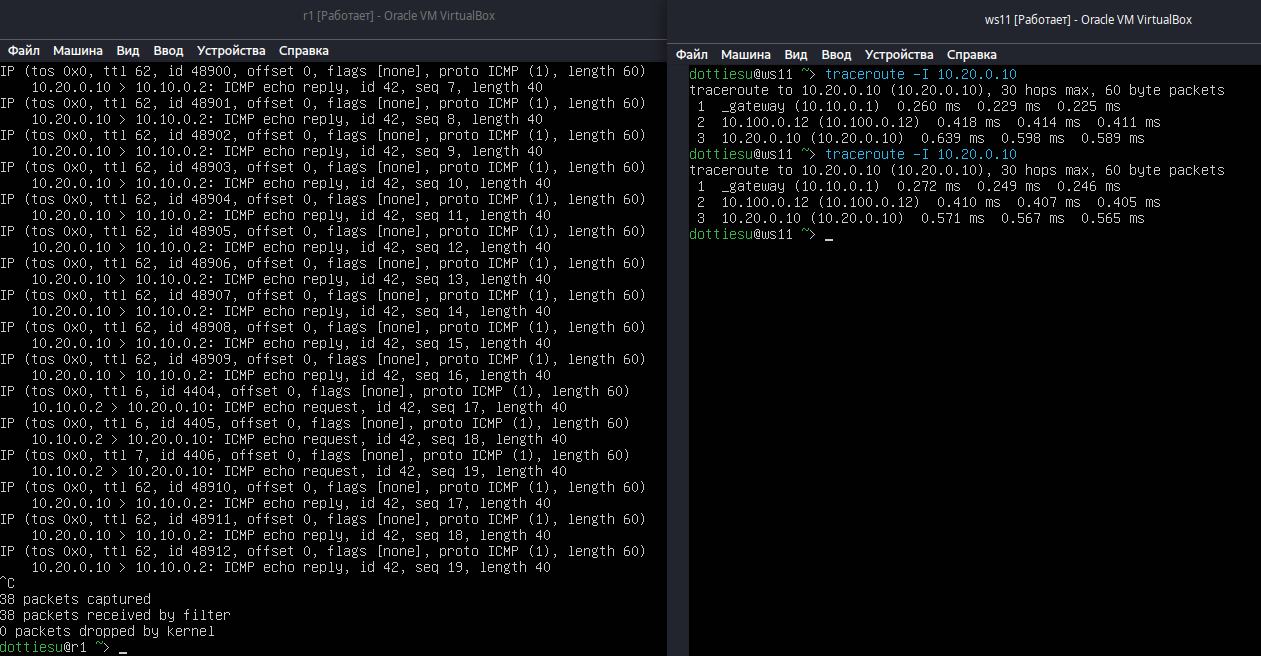 r1 [Работает] - Oracle VM VirtualBox
Файл Машина Вид Ввод Устройства Справка
IP (tos 0x0, ttl 62, id 48900, offset 0, flags [none], proto ICMP (1), length 60)
10.20.0.10 > 10.10.0.2: ICMP echo reply, id 42, seq 7, length 40
IP (tos 0x0, ttl 62, id 48901, offset 0, flags [none], proto ICMP (1), length 60)
10.20.0.10 > 10.10.0.2: ICMP echo reply, id 42, seq 8, length 40
IP (tos 0x0, ttl 62, id 48902, offset 0, flags [none], proto ICMP (1), length 60)
10.20.0.10 > 10.10.0.2: ICMP echo reply, id 42, seq 9, length 40
IP (tos 0x0, ttl 62, id 48903, offset 0, flags [none], proto ICMP (1), length 60)
10.20.0.10 > 10.10.0.2: ICMP echo reply, id 42, seq 10, length 40
IP (tos 0x0, ttl 62, id 48904, offset 0, flags [none], proto ICMP (1), length 60)
10.20.0.10 > 10.10.0.2: ICMP echo reply, id 42, seq 11, length 40
IP (tos 0x0, ttl 62, id 48905, offset 0, flags [none], proto ICMP (1), length 60)
10.20.0.10 > 10.10.0.2: ICMP echo reply, id 42, seq 12, length 40
IP (tos 0x0, ttl 62, id 48906, offset 0, flags [none], proto ICMP (1), length 60)
10.20.0.10 > 10.10.0.2: ICMP echo reply, id 42, seq 13, length 40
IP (tos 0x0, ttl 62, id 48907, offset 0, flags [none], proto ICMP (1), length 60)
10.20.0.10 > 10.10.0.2: ICMP echo reply, id 42, seq 14, length 40
IP (tos 0x0, ttl 62, id 48908, offset 0, flags [none], proto ICMP (1), length 60)
10.20.0.10 > 10.10.0.2: ICMP echo reply, id 42, seq 15, length 40
IP (tos 0x0, ttl 62, id 48909, offset 0, flags [none], proto ICMP (1), length 60)
10.20.0.10 > 10.10.0.2: ICMP echo reply, id 42, seq 16, length 40
IP (tos 0x0, ttl 6, id 4404, offset 0, flags [none], proto ICMP (1), length 60)
10.10.0.2 > 10.20.0.10: ICMP echo request, id 42, seq 17, length 40
IP (tos 0x0, ttl 6, id 4405, offset 0, flags [none], proto ICMP (1), length 60)
10.10.0.2 > 10.20.0.10: ICMP echo request, id 42, seq 18, length 40
IP (tos 0x0, ttl 7, id 4406, offset 0, flags [none], proto ICMP (1), length 60)
10.10.0.2 > 10.20.0.10: ICMP echo request, id 42, seq 19, length 40
IP (tos 0x0, ttl 62, id 48910, offset 0, flags [none], proto ICMP (1), length 60)
10.20.0.10 > 10.10.0.2: ICMP echo reply, id 42, seq 17, length 40
IP (tos 0x0, ttl 62, id 48911, offset 0, flags [none], proto ICMP (1), length 60)
10.20.0.10 > 10.10.0.2: ICMP echo reply, id 42, seq 18, length 40
IP (tos 0x0, ttl 62, id 48912, offset 0, flags [none], proto ICMP (1), length 60)
10.20.0.10 > 10.10.0.2: ICMP echo reply, id 42, seq 19, length 40
^C
38 packets captured
38 packets received by filter
0 packets dropped by kernel
dottiesu@r1 ~> _
ws11 [Работает] - Oracle VM VirtualBox
Файл Машина Вид Ввод Устройства Справка
dottiesu@ws11 ~> traceroute -I 10.20.0.10
traceroute to 10.20.0.10 (10.20.0.10), 30 hops max, 60 byte packets
1 _gateway (10.10.0.1) 0.260 ms 0.229 ms 0.225 ms
2 10.100.0.12 (10.100.0.12) 0.418 ms 0.414 ms 0.411 ms
3 10.20.0.10 (10.20.0.10) 0.639 ms 0.598 ms 0.589 ms
dottiesu@ws11 ~> traceroute -I 10.20.0.10
traceroute to 10.20.0.10 (10.20.0.10), 30 hops max, 60 byte packets
1 _gateway (10.10.0.1) 0.272 ms 0.249 ms 0.246 ms
2 10.100.0.12 (10.100.0.12) 0.410 ms 0.407 ms 0.405 ms
3 10.20.0.10 (10.20.0.10) 0.571 ms 0.567 ms 0.565 ms
dottiesu@ws11 ~> _